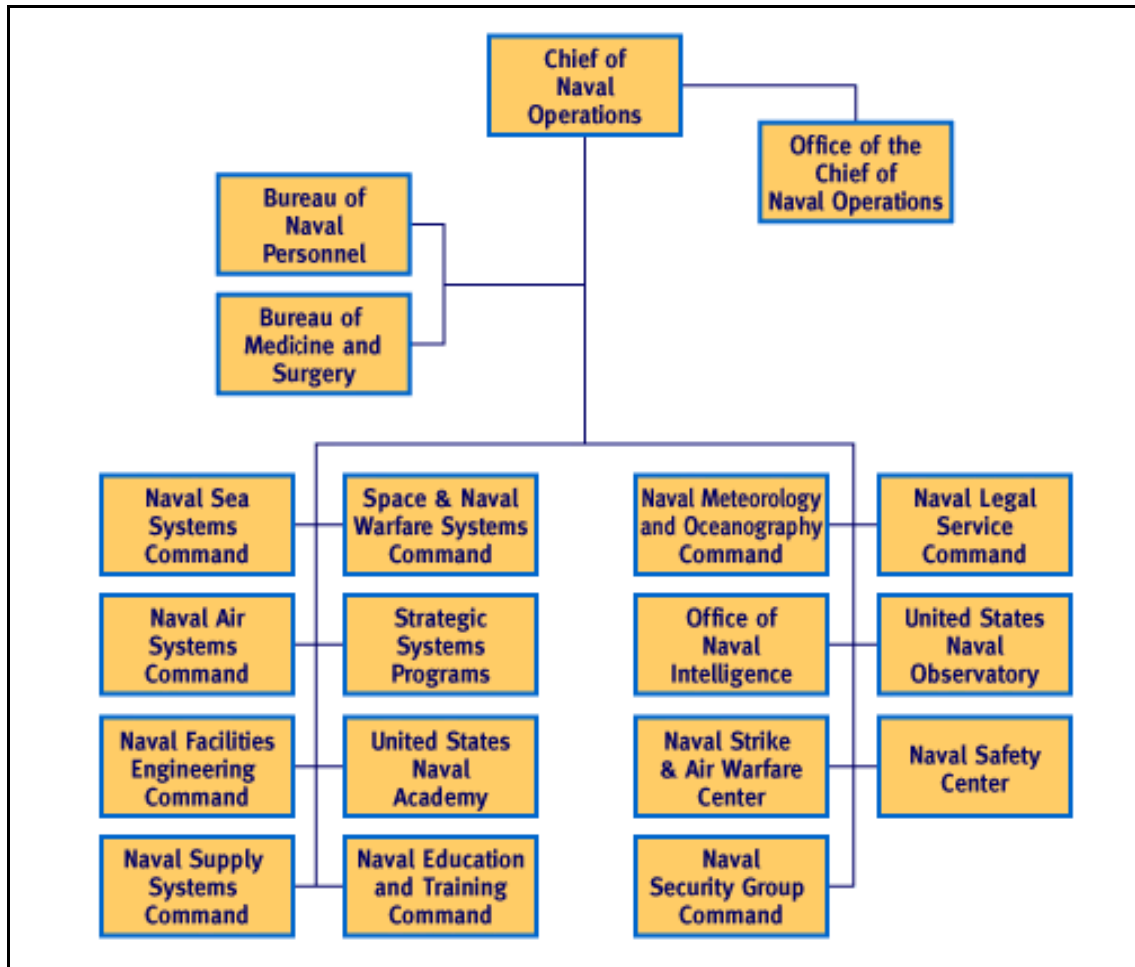 Chief of
Naval
Operations
Office of the
Chief of
Naval Operations
Bureau of
Naval
Personnel
Bureau of
Medicine and
Surgery
Naval Sea
Systems
Command
Space & Naval
Warfare Systems
Command
Naval Meteorology
and Oceanography
Command
Naval Legal
Service
Command
Naval Air
Systems
Command
Strategic
Systems
Programs
Office of
Naval
Intelligence
United States
Naval
Observatory
Naval Facilities
Engineering
Command
United States
Naval
Academy
Naval Strike
& Air Warfare
Center
Naval Safety
Center
Naval Supply
Systems
Command
Naval Education
and Training
Command
Naval
Security Group
Command